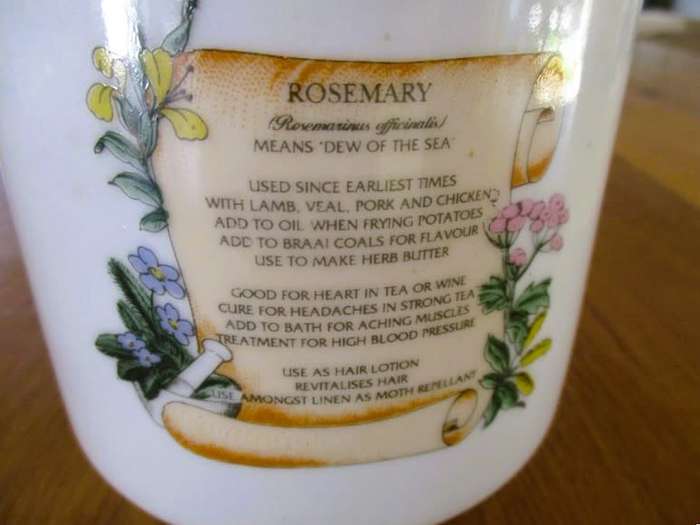 ROSEMARY
(Rosemarinus officinalis)
MEANS 'DEW OF THE SEA'
USED SINCE EARLIEST TIMES
WITH LAMB, VEAL, PORK AND CHICKEN
ADD TO OIL WHEN FRYING POTATOES
ADD TO BRAAI COALS FOR FLAVOUR
USE TO MAKE HERB BUTTER
GOOD FOR HEART IN TEA OR WINE
CURE FOR HEADACHES IN STRONG TEA
ADD TO BATH FOR ACHING MUSCLES
TREATMENT FOR HIGH BLOOD PRESSURE
USE AS HAIR LOTION
REVITALISES HAIR
USE AMONGST LINEN AS MOTH REPELLANT